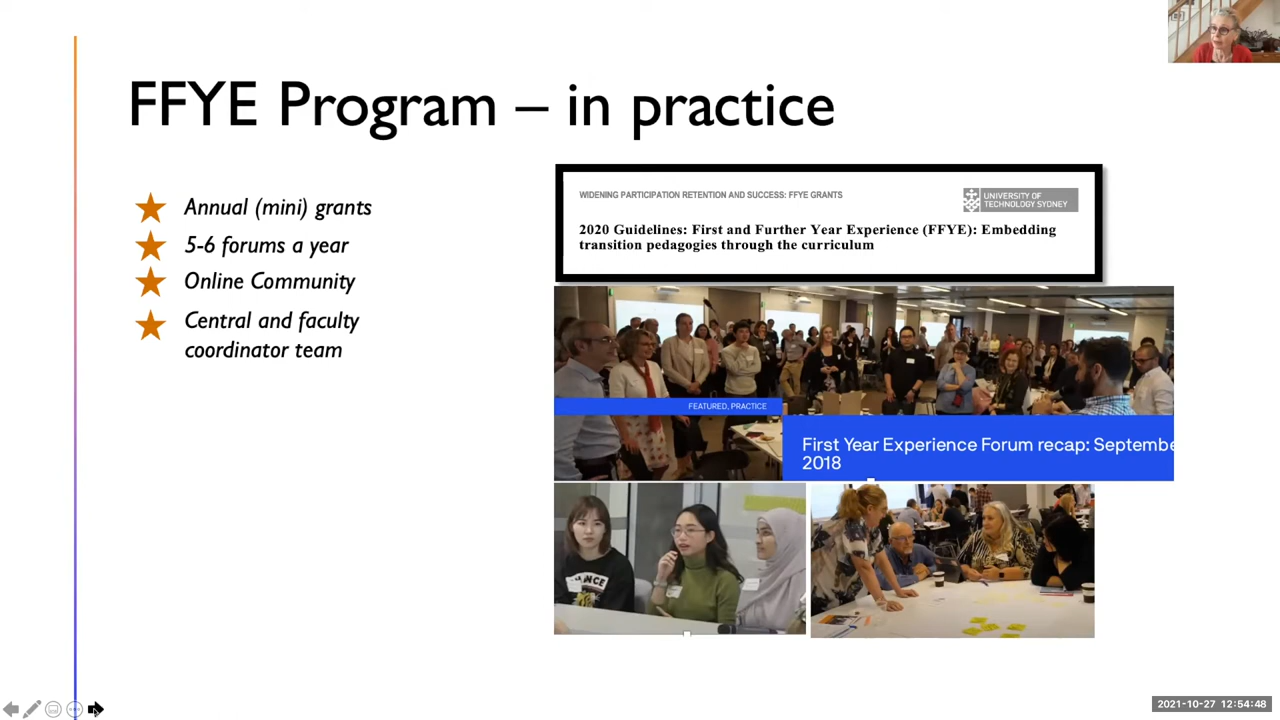 FFYE Program – in practice
Annual (mini) grants
5-6 forums a year
Online Community
Central and faculty
coordinator team
WIDENING PARTICIPATION RETENTION AND SUCCESS: FFYE GRANTS
UNIVERSITY OF
TECHNOLOGY SYDNEY
2020 Guidelines: First and Further Year Experience (FFYE): Embedding
transition pedagogies through the curriculum
FEATURED, PRACTICE
First Year Experience Forum recap: Septembe
2018
2021-10-27 12:54:48